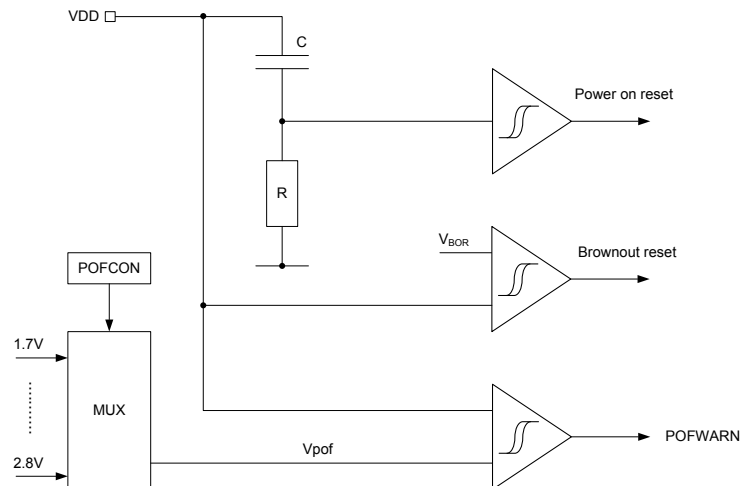 VDD
C
Power on reset
R
V_BOR
Brownout reset
POFCON
1.7V
MUX
Vpof
POFWARN
2.8V